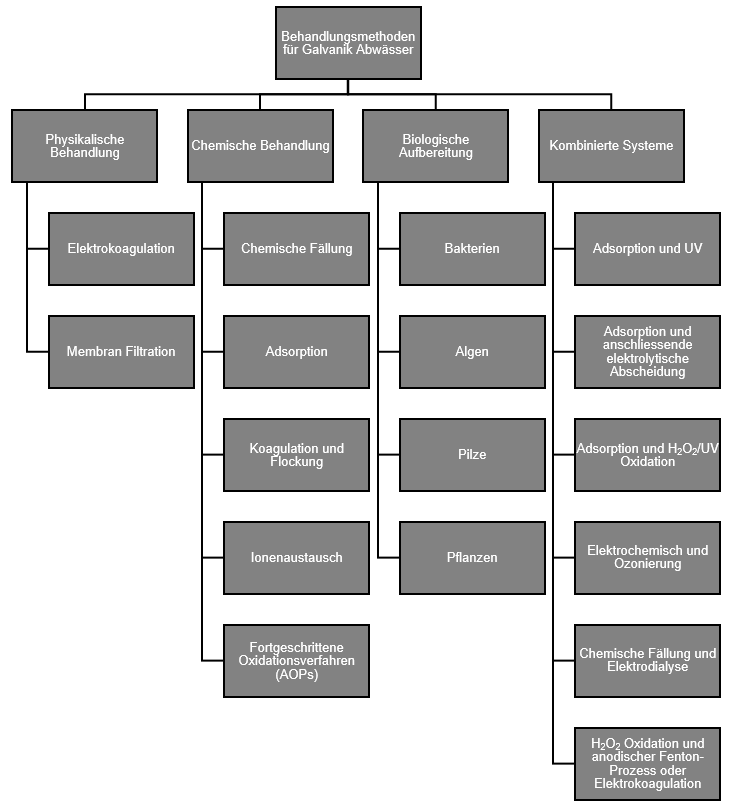 Behandlungsmethoden
für Galvanik Abwässer
Physikalische
Behandlung
Chemische Behandlung
Biologische
Aufbereitung
Kombinierte Systeme
Elektrokoagulation
Membran Filtration
Chemische Fällung
Adsorption
Koagulation und
Flockung
Ionenaustausch
Fortgeschrittene
Oxidationsverfahren
(AOPs)
Bakterien
Algen
Pilze
Pflanzen
Adsorption und UV
Adsorption und
anschliessende
elektrolytische
Abscheidung
Adsorption und H₂O₂/UV
Oxidation
Elektrochemisch und
Ozonierung
Chemische Fällung und
Elektrodialyse
H₂O₂ Oxidation und
anodischer Fenton-
Prozess oder
Elektrokoagulation